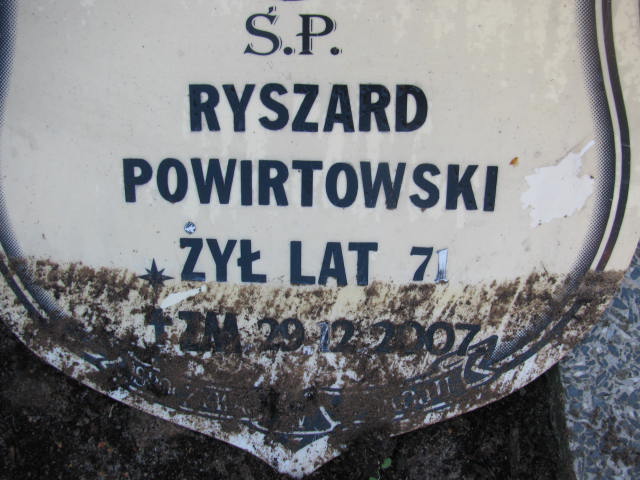 Ś.P.
RYSZARD
POWIRTOWSKI
ŻYŁ LAT 71
ZM 29.12.2007